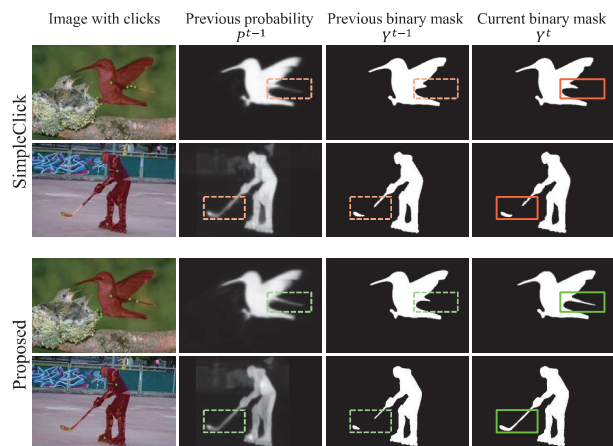 Image with clicks
Previous probability
P^{t−1}
Previous binary mask
Y^{t−1}
Current binary mask
Y^t
SimpleClick
Proposed